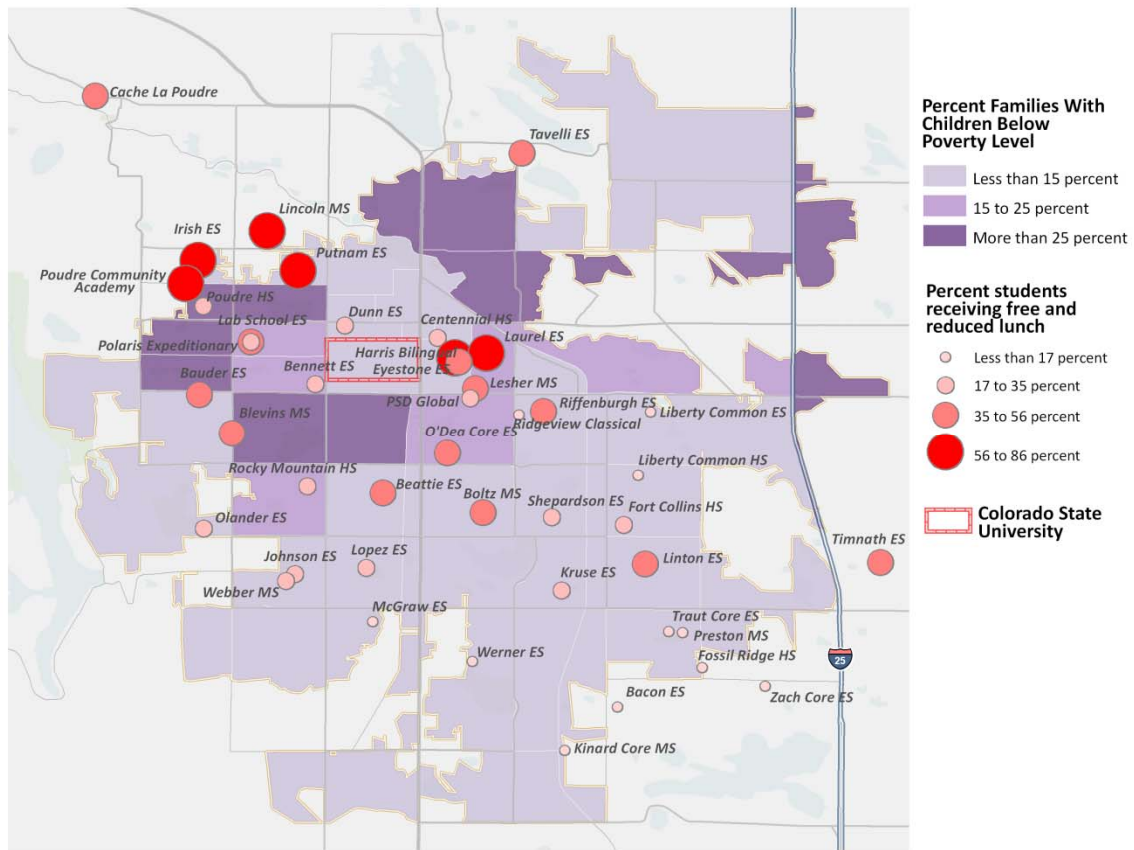 Cache La Poudre
Tavelli ES
Lincoln MS
Irish ES
Putnam ES
Poudre Community
Academy
Poudre HS
Lab School ES
Dunn ES
Centennial HS
Laurel ES
Polaris Expeditionary
Harris Bilingual
Eyestone ES
Bennett ES
Bauder ES
Lesher MS
PSD Global
Riffenburgh ES
Ridgeview Classical
Liberty Common ES
Blevins MS
O'Dea Core ES
Rocky Mountain HS
Liberty Common HS
Beattie ES
Boltz MS
Shepardson ES
Fort Collins HS
Olander ES
Timnath ES
Johnson ES
Lopez ES
Linton ES
Webber MS
Kruse ES
McGraw ES
Traut Core ES
Preston MS
Werner ES
Fossil Ridge HS
25
Zach Core ES
Bacon ES
Kinard Core MS
Percent Families With
Children Below
Poverty Level
Less than 15 percent
15 to 25 percent
More than 25 percent
Percent students
receiving free and
reduced lunch
Less than 17 percent
17 to 35 percent
35 to 56 percent
56 to 86 percent
Colorado State
University